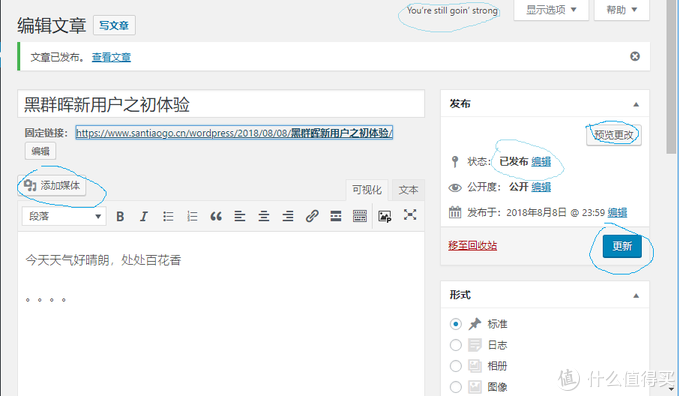 You're still goin' strong
显示选项 ▼
帮助 ▼
编辑文章 写文章
文章已发布。 查看文章
黑群晖新用户之初体验
固定链接： https://www.santiaogo.cn/wordpress/2018/08/08/黑群晖新用户之初体验/
编辑
添加媒体
可视化 文本
段落
B I
今天天气好晴朗，处处百花香
。。。。
发布
预览更改
状态： 已发布 编辑
公开度： 公开 编辑
发布于：2018年8月8日 @ 23:59 编辑
移至回收站 更新
形式
标准
日志
相册
图像
值 什么值得买